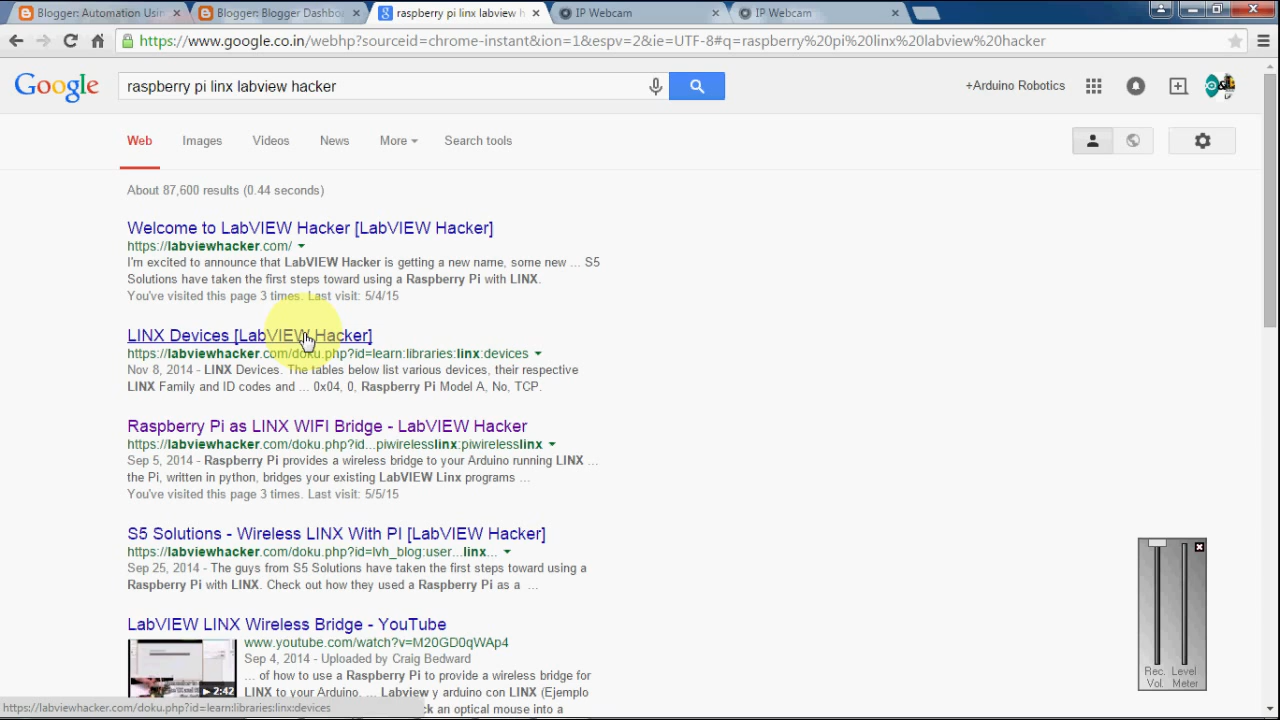 Blogger: Automation Usin
Blogger: Blogger Dashbo
raspberry pi linx labview h
IP Webcam
IP Webcam
https://www.google.co.in/webhp?sourceid=chrome-instant&ion=1&espv=2&ie=UTF-8#q=raspberry%20pi%20linx%20labview%20hacker
Google
raspberry pi linx labview hacker
+Arduino Robotics
Web
Images
Videos
News
More
Search tools
About 87,600 results (0.44 seconds)
Welcome to LabVIEW Hacker [LabVIEW Hacker]
https://labviewhacker.com/
I'm excited to announce that LabVIEW Hacker is getting a new name, some new ... S5
Solutions have taken the first steps toward using a Raspberry Pi with LINX.
You've visited this page 3 times. Last visit: 5/4/15
LINX Devices [LabVIEW Hacker]
https://labviewhacker.com/doku.php?id=learn:libraries:linx:devices
Nov 8, 2014 - LINX Devices. The tables below list various devices, their respective
LINX Family and ID codes and ... 0x04, 0, Raspberry Pi Model A, No, TCP.
Raspberry Pi as LINX WIFI Bridge - LabVIEW Hacker
https://labviewhacker.com/doku.php?id...piwirelesslinx:piwirelesslinx
Sep 5, 2014 - Raspberry Pi provides a wireless bridge to your Arduino running LINX ...
the Pi, written in python, bridges your existing LabVIEW Linx programs ...
You've visited this page 3 times. Last visit: 5/5/15
S5 Solutions - Wireless LINX With PI [LabVIEW Hacker]
https://labviewhacker.com/doku.php?id=lvh_blog:user...linx...
Sep 25, 2014 - The guys from S5 Solutions have taken the first steps toward using a
Raspberry Pi with LINX. Check out how they used a Raspberry Pi as a ...
LabVIEW LINX Wireless Bridge - YouTube
www.youtube.com/watch?v=M20GD0qWAp4
Sep 4, 2014 - Uploaded by Craig Bedward
... of how to use a Raspberry Pi to provide a wireless bridge for
LINX to your Arduino. ... Labview y arduino con LINX (Ejemplo
ck an optical mouse into a
2:42
https://labviewhacker.com/doku.php?id=learn:libraries:linx:devices
Rec. Level
Vol. Meter